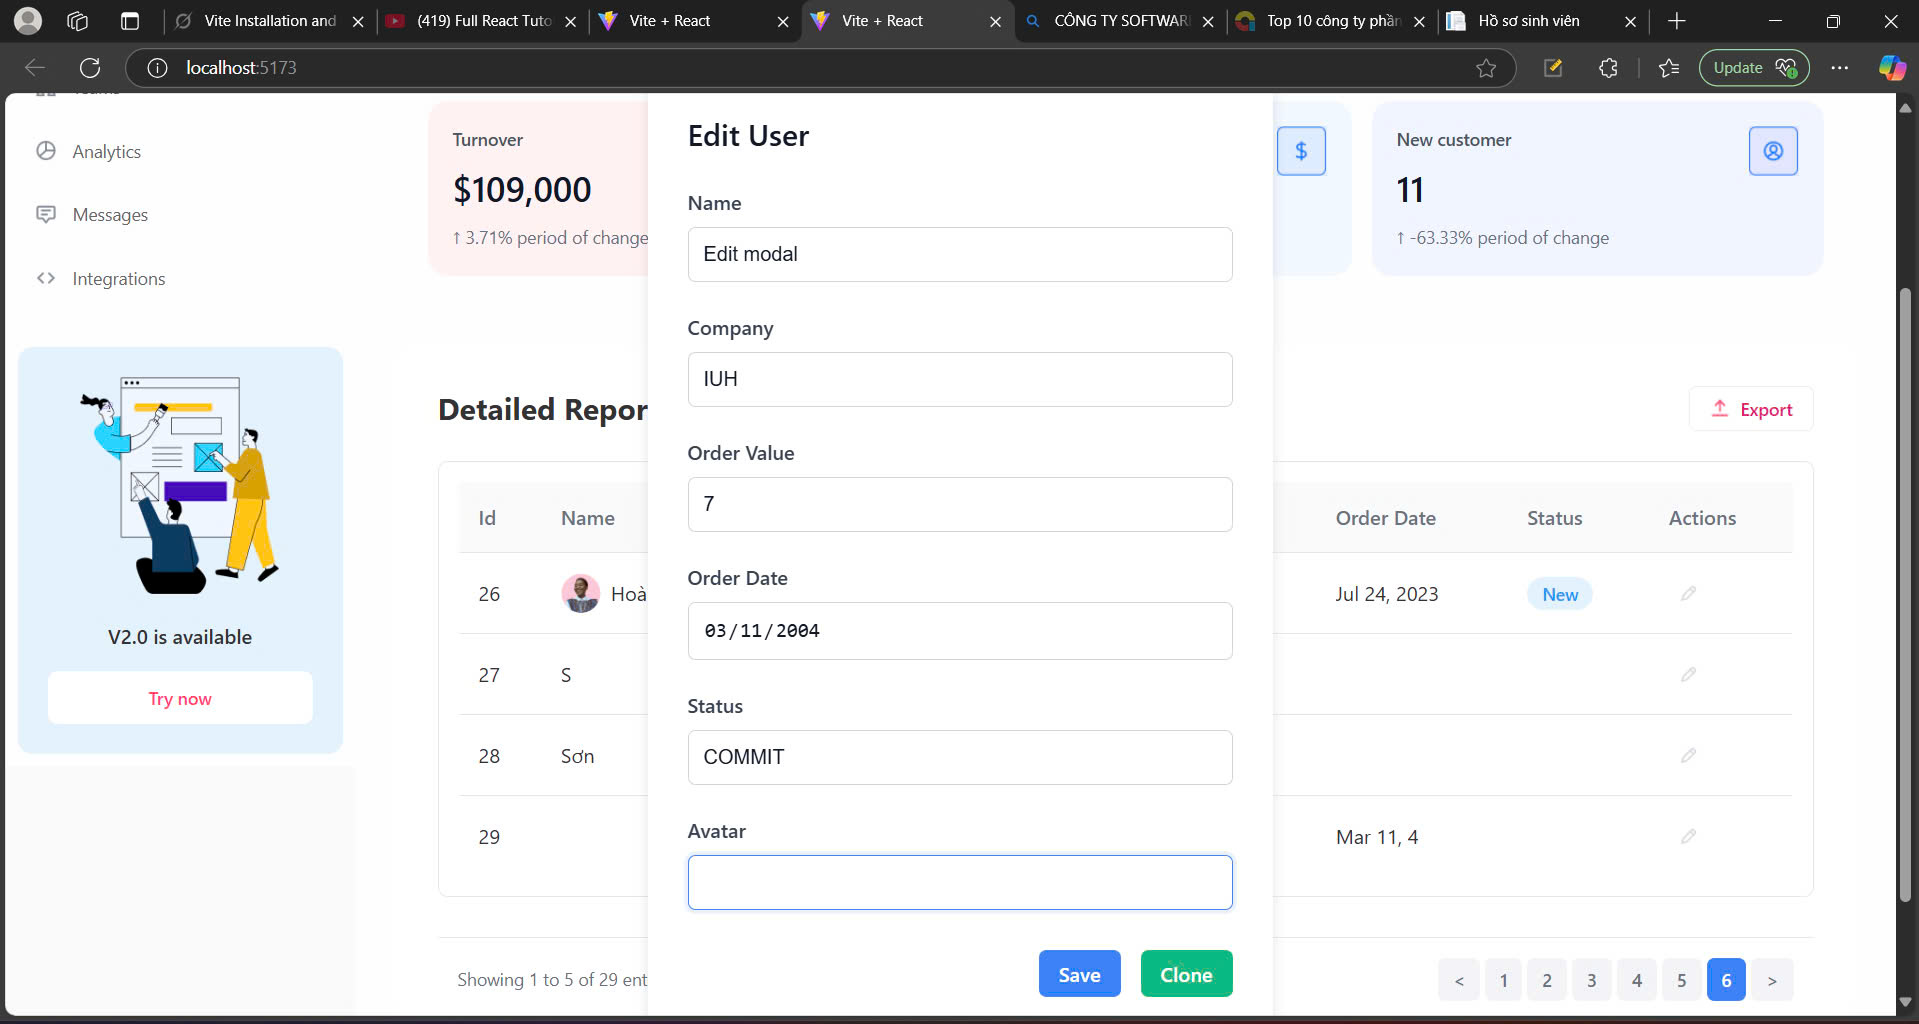 Vite Installation and
(419) Full React Tuto
Vite + React
Vite + React
CÔNG TY SOFTWAR
Top 10 công ty phần
Hồ sơ sinh viên
localhost:5173
Update
Analytics
Messages
Integrations
V2.0 is available
Try now
Turnover
$109,000
↑ 3.71% period of change
$
New customer
11
↑ -63.33% period of change
Detailed Repor
Export
Id Name Order Date Status Actions
26 Hoà Jul 24, 2023 New
27 S
28 Sơn
29 Mar 11, 4
Showing 1 to 5 of 29 ent
< 1 2 3 4 5 6 >
Edit User
Name
Edit modal
Company
IUH
Order Value
7
Order Date
03/11/2004
Status
COMMIT
Avatar
Save Clone